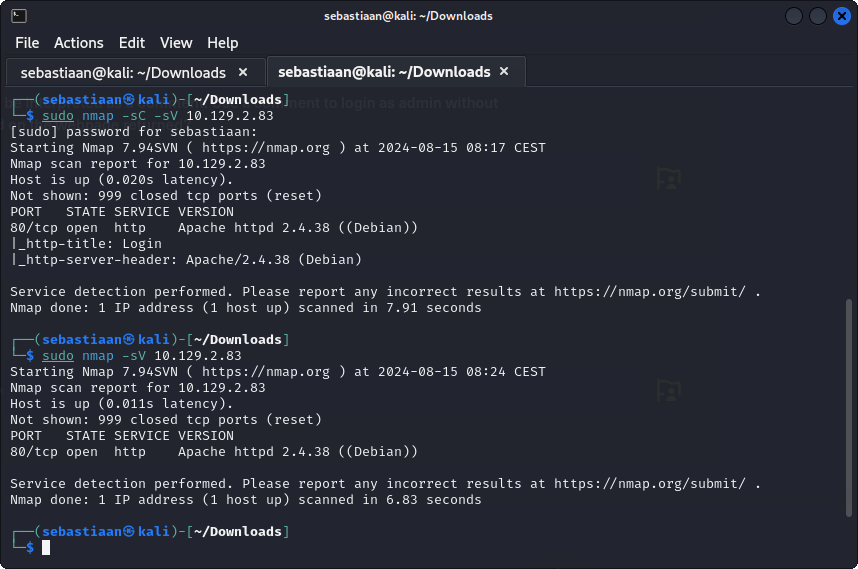 sebastiaan@kali: ~/Downloads
File Actions Edit View Help
sebastiaan@kali: ~/Downloads × sebastiaan@kali: ~/Downloads ×
┌──(sebastiaan㉿kali)-[~/Downloads]
└─$ sudo nmap -sC -sV 10.129.2.83
[sudo] password for sebastiaan:
Starting Nmap 7.94SVN ( https://nmap.org ) at 2024-08-15 08:17 CEST
Nmap scan report for 10.129.2.83
Host is up (0.020s latency).
Not shown: 999 closed tcp ports (reset)
PORT   STATE SERVICE VERSION
80/tcp open  http    Apache httpd 2.4.38 ((Debian))
|_http-title: Login
|_http-server-header: Apache/2.4.38 (Debian)
Service detection performed. Please report any incorrect results at https://nmap.org/submit/ .
Nmap done: 1 IP address (1 host up) scanned in 7.91 seconds
┌──(sebastiaan㉿kali)-[~/Downloads]
└─$ sudo nmap -sV 10.129.2.83
Starting Nmap 7.94SVN ( https://nmap.org ) at 2024-08-15 08:24 CEST
Nmap scan report for 10.129.2.83
Host is up (0.011s latency).
Not shown: 999 closed tcp ports (reset)
PORT   STATE SERVICE VERSION
80/tcp open  http    Apache httpd 2.4.38 ((Debian))
Service detection performed. Please report any incorrect results at https://nmap.org/submit/ .
Nmap done: 1 IP address (1 host up) scanned in 6.83 seconds
┌──(sebastiaan㉿kali)-[~/Downloads]
└─$